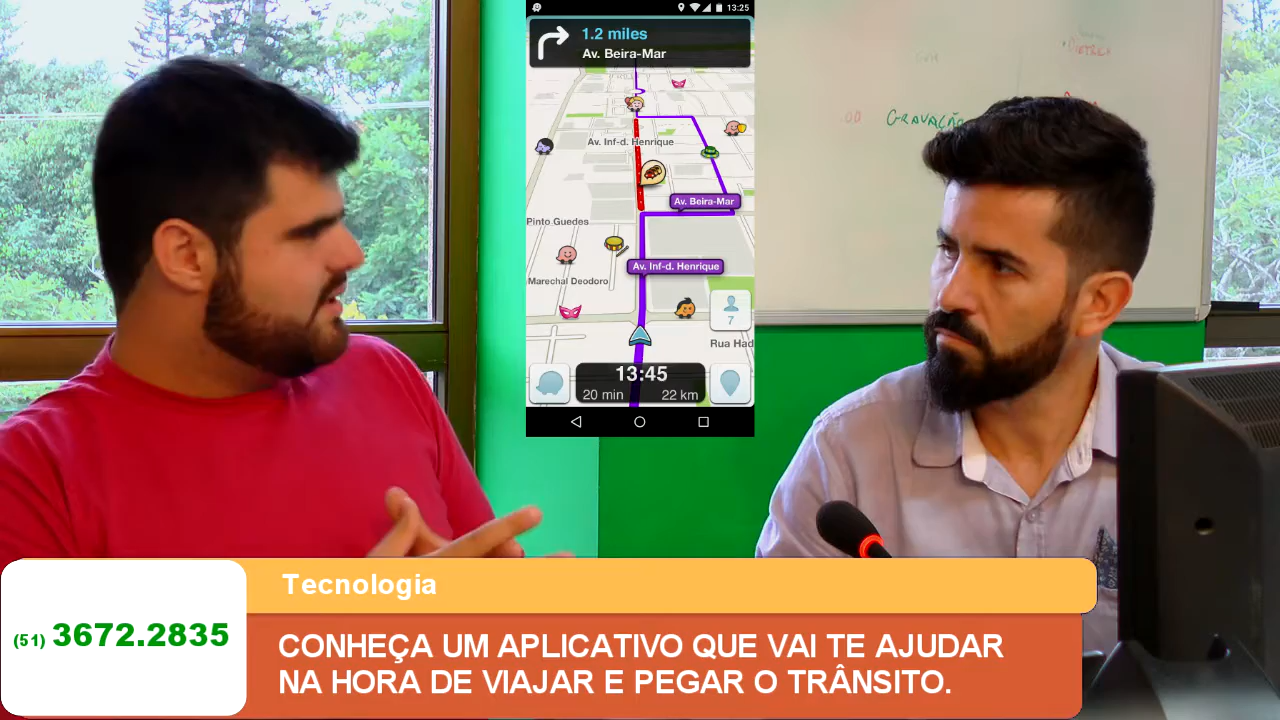 13:25
1.2 miles
Av. Beira-Mar
Av. Inf-d. Henrique
Av. Beira-Mar
Pinto Guedes
Av. Inf-d. Henrique
Marechal Deodoro
7
Rua Had
13:45
20 min 22 km
GRAVAÇÃO
Tecnologia
(51) 3672.2835
CONHEÇA UM APLICATIVO QUE VAI TE AJUDAR
NA HORA DE VIAJAR E PEGAR O TRÂNSITO.